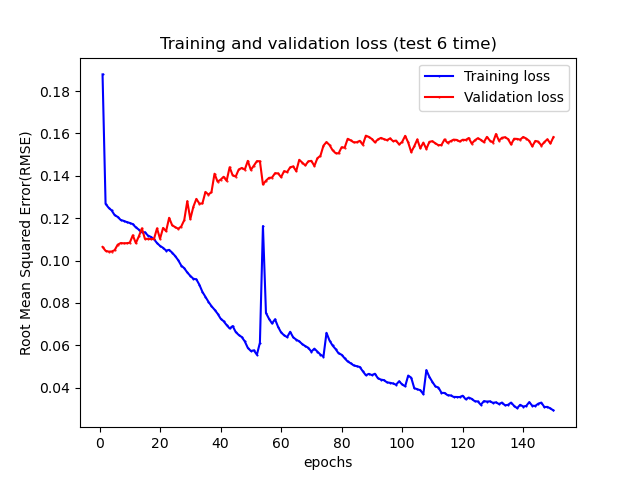 Training and validation loss (test 6 time)
Training loss
Validation loss
Root Mean Squared Error(RMSE)
0.18
0.16
0.14
0.12
0.10
0.08
0.06
0.04
0 20 40 60 80 100 120 140
epochs